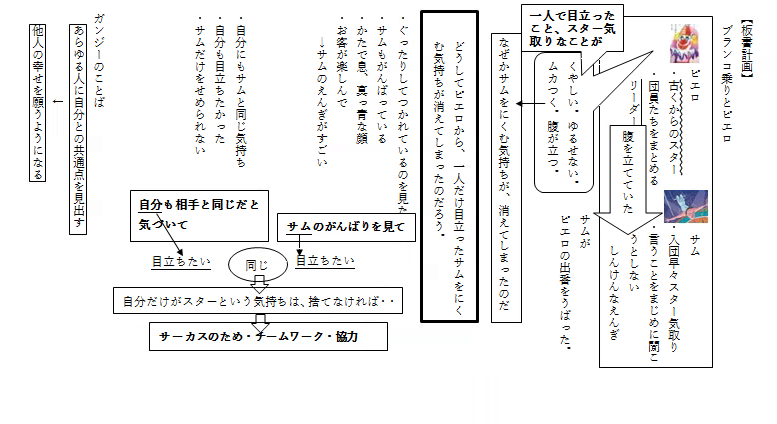 【板書計画】
ブランコ乗りとピエロ
ピエロ
・古くからのスター
・団員たちをまとめる
リーダー
腹を立てていた
サム
・入団早々スター気取り
・言うことをまじめに聞こ
うとしない
しんけんなえんぎ
一人で目立った
こと、スター気
取りなことが
くやしい。ゆるせない。
ムカつく。腹が立つ。
サムが
ピエロの出番をうばった。
なぜかサムをにくむ気持ちが、消えてしまったのだ
どうしてピエロから、一人だけ目立ったサムをにく
む気持ちが消えてしまったのだろう。
・ぐったりしてつかれているのを見た
・サムもがんばっている
・かたで息、真っ青な顔
・お客が楽しんで
→サムのえんぎがすごい
・自分にもサムと同じ気持ち
・自分も目立ちたかった
・サムだけをせめられない
サムのがんばりを見て
目立ちたい
自分も相手と同じだと
気づいて
目立ちたい
同じ
自分だけがスターという気持ちは、捨てなければ・・
サーカスのため・チームワーク・協力
ガンジーのことば
あらゆる人に自分との共通点を見出す
↓
他人の幸せを願うようになる